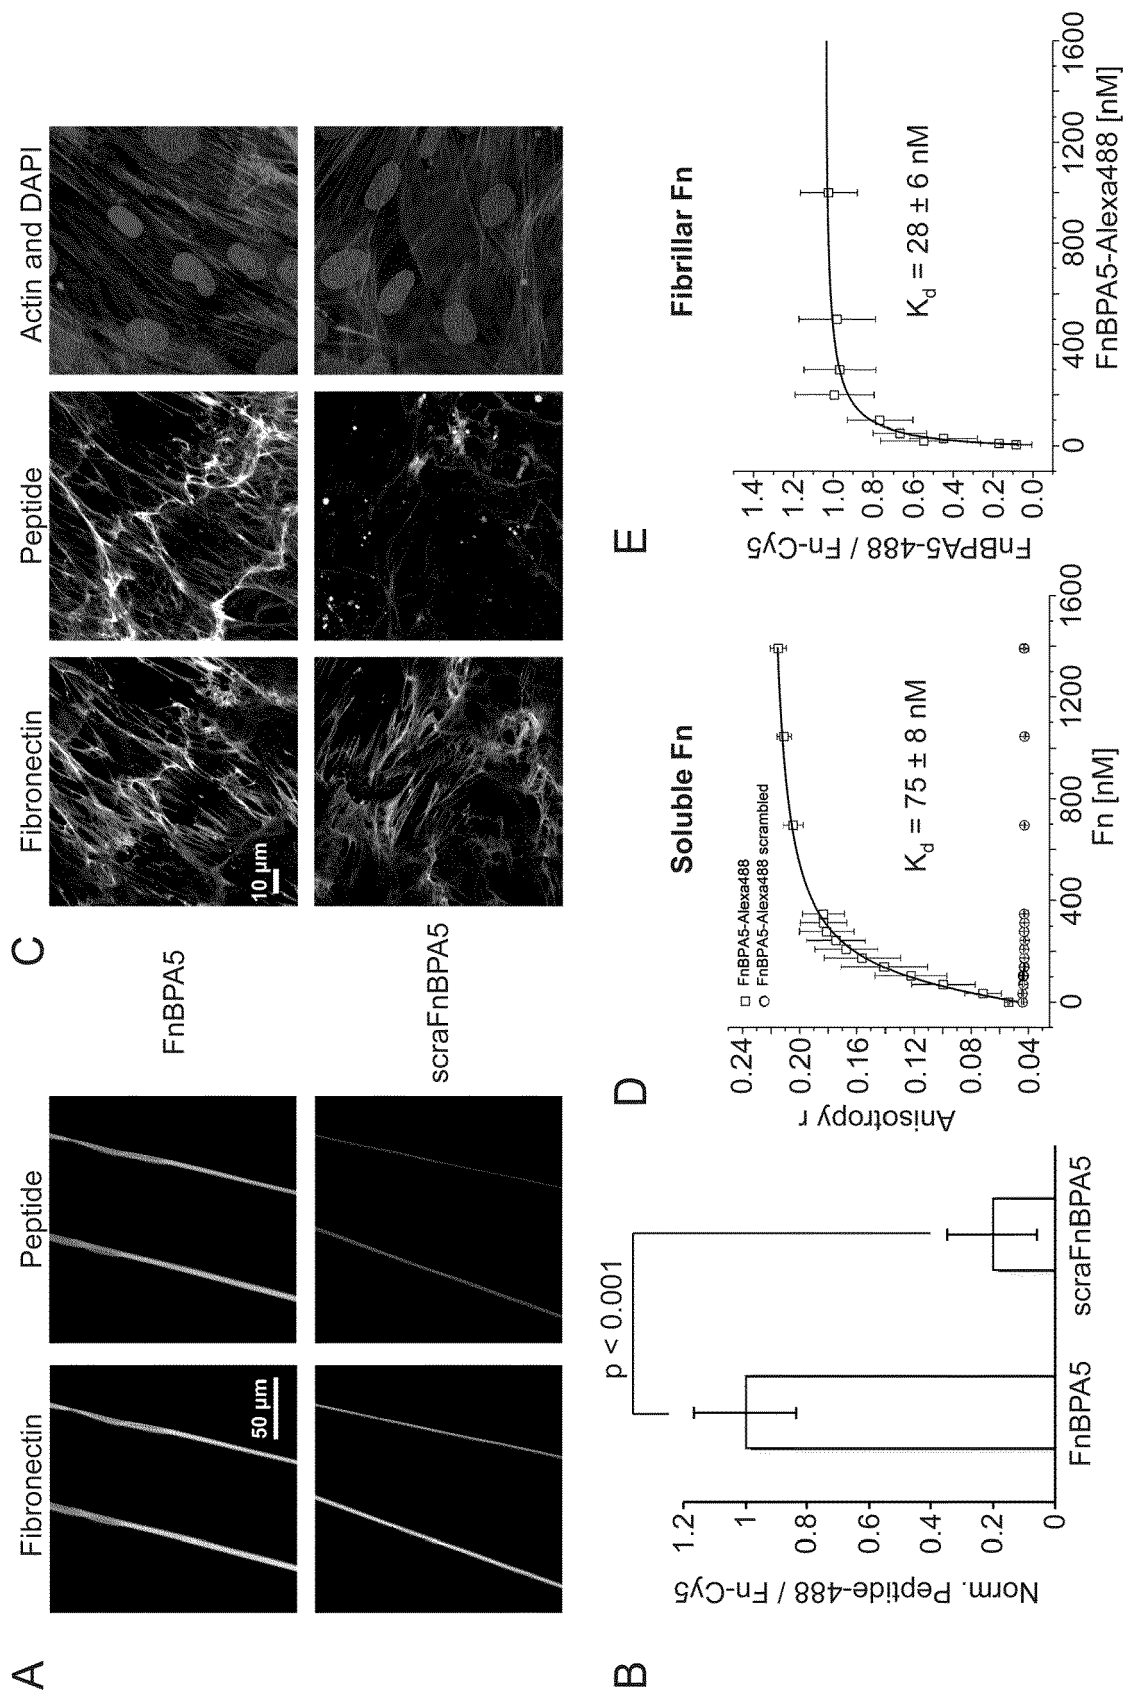 A
Fibronectin
Peptide
50 µm
FnBPA5
scraFnBPA5
C
Fibronectin
Peptide
Actin and DAPI
10 µm
B
Norm. Peptide-488 / Fn-Cy5
1.2
1
0.8
0.6
0.4
0.2
0
p < 0.001
FnBPA5
scraFnBPA5
D
Soluble Fn
Anisotropy r
0.24
0.20
0.16
0.12
0.08
0.04
FnBPA5-Alexa488
FnBPA5-Alexa488 scrambled
Kd = 75 ± 8 nM
0
400
800
1200
1600
Fn [nM]
E
Fibrillar Fn
FnBPA5-488 / Fn-Cy5
1.4
1.2
1.0
0.8
0.6
0.4
0.2
0.0
Kd = 28 ± 6 nM
0
400
800
1200
1600
FnBPA5-Alexa488 [nM]